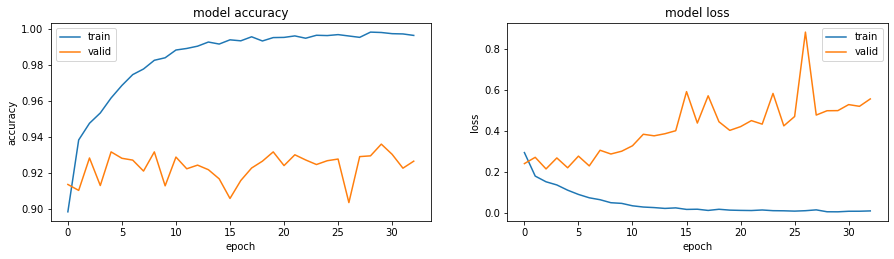 model accuracy
train
valid
accuracy
1.00
0.98
0.96
0.94
0.92
0.90
0 5 10 15 20 25 30
epoch
model loss
train
valid
loss
0.8
0.6
0.4
0.2
0.0
0 5 10 15 20 25 30
epoch